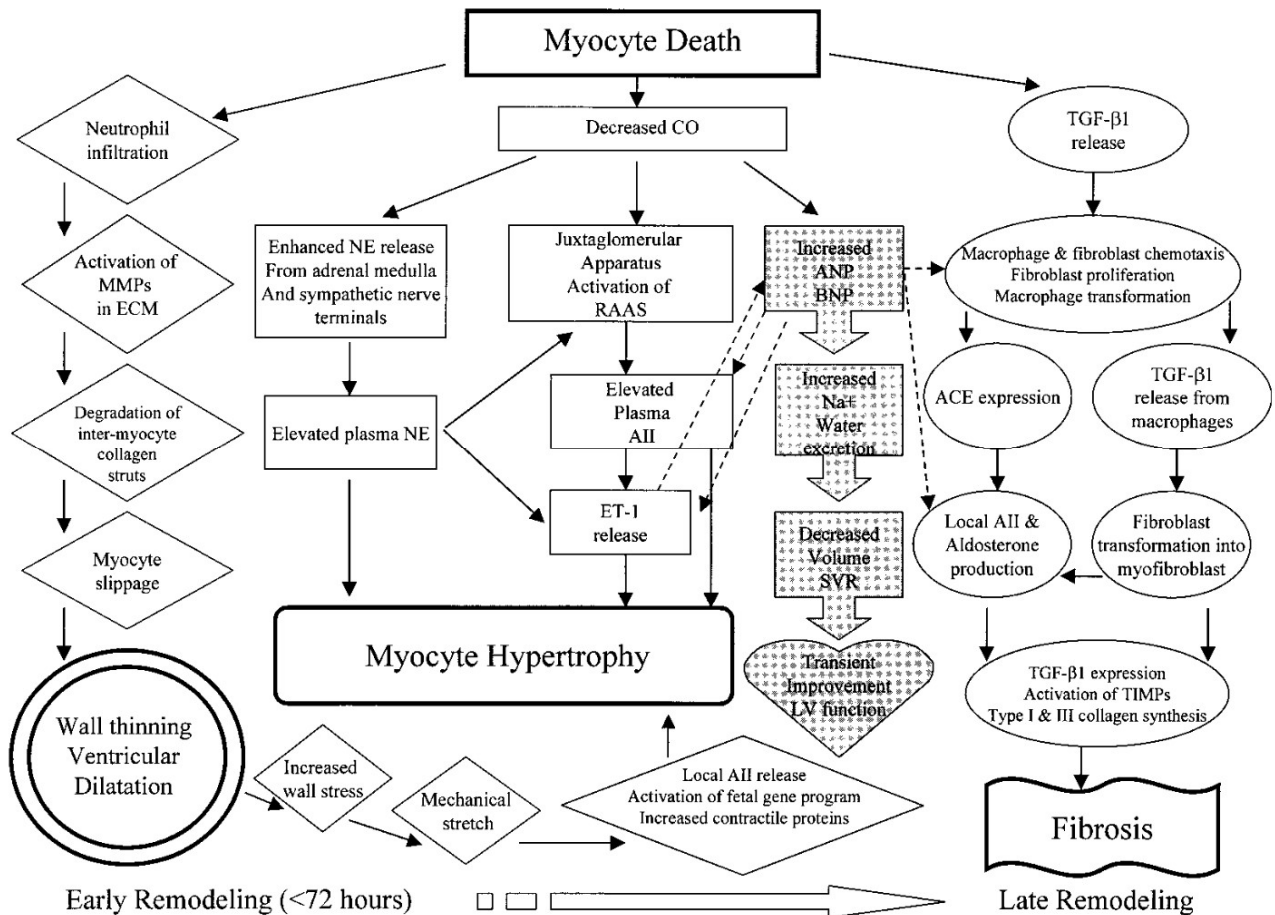 Myocyte Death
Neutrophil
infiltration
Decreased CO
TGF-β1
release
Activation of
MMPs
in ECM
Enhanced NE release
From adrenal medulla
And sympathetic nerve
terminals
Juxtaglomerular
Apparatus
Activation of
RAAS
Increased
ANP
BNP
Macrophage & fibroblast chemotaxis
Fibroblast proliferation
Macrophage transformation
Degradation of
inter-myocyte
collagen
struts
Elevated plasma NE
Elevated
Plasma
AII
Increased
Na+
Water
excretion
ACE expression
TGF-β1
release from
macrophages
Myocyte
slippage
ET-1
release
Decreased
Volume
SVR
Local AII &
Aldosterone
production
Fibroblast
transformation into
myofibroblast
Myocyte Hypertrophy
Transient
Improvement
LV function
TGF-β1 expression
Activation of TIMPs
Type I & III collagen synthesis
Wall thinning
Ventricular
Dilatation
Increased
wall stress
Mechanical
stretch
Local AII release
Activation of fetal gene program
Increased contractile proteins
Fibrosis
Early Remodeling (<72 hours)
Late Remodeling